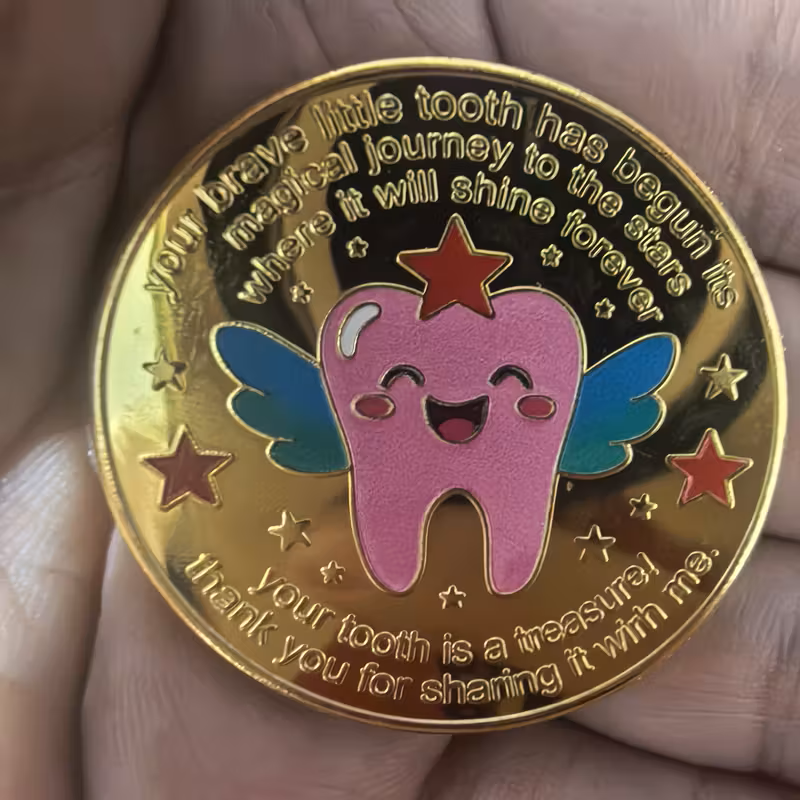 your brave little tooth has begun its
magical journey to the stars
where it will shine forever
your tooth is a treasure!
thank you for sharing it wirh me.